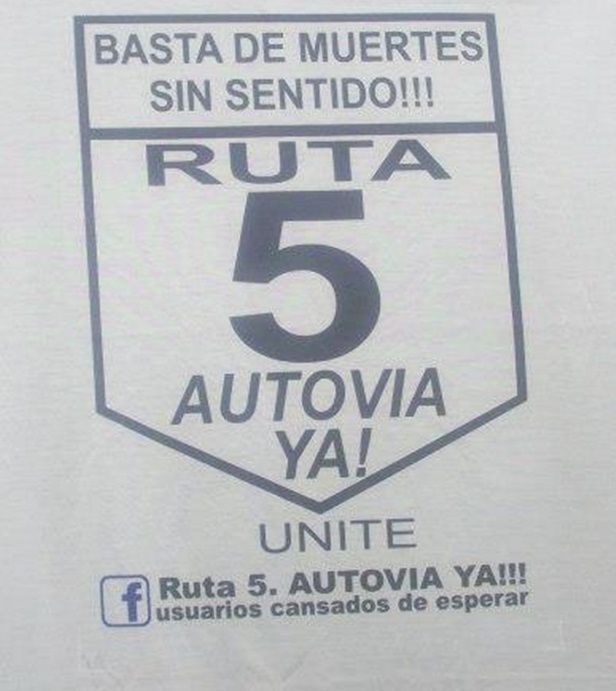 BASTA DE MUERTES
SIN SENTIDO!!!
RUTA
5
AUTOVIA
YA!
UNITE
f Ruta 5. AUTOVIA YA!!!
usuarios cansados de esperar